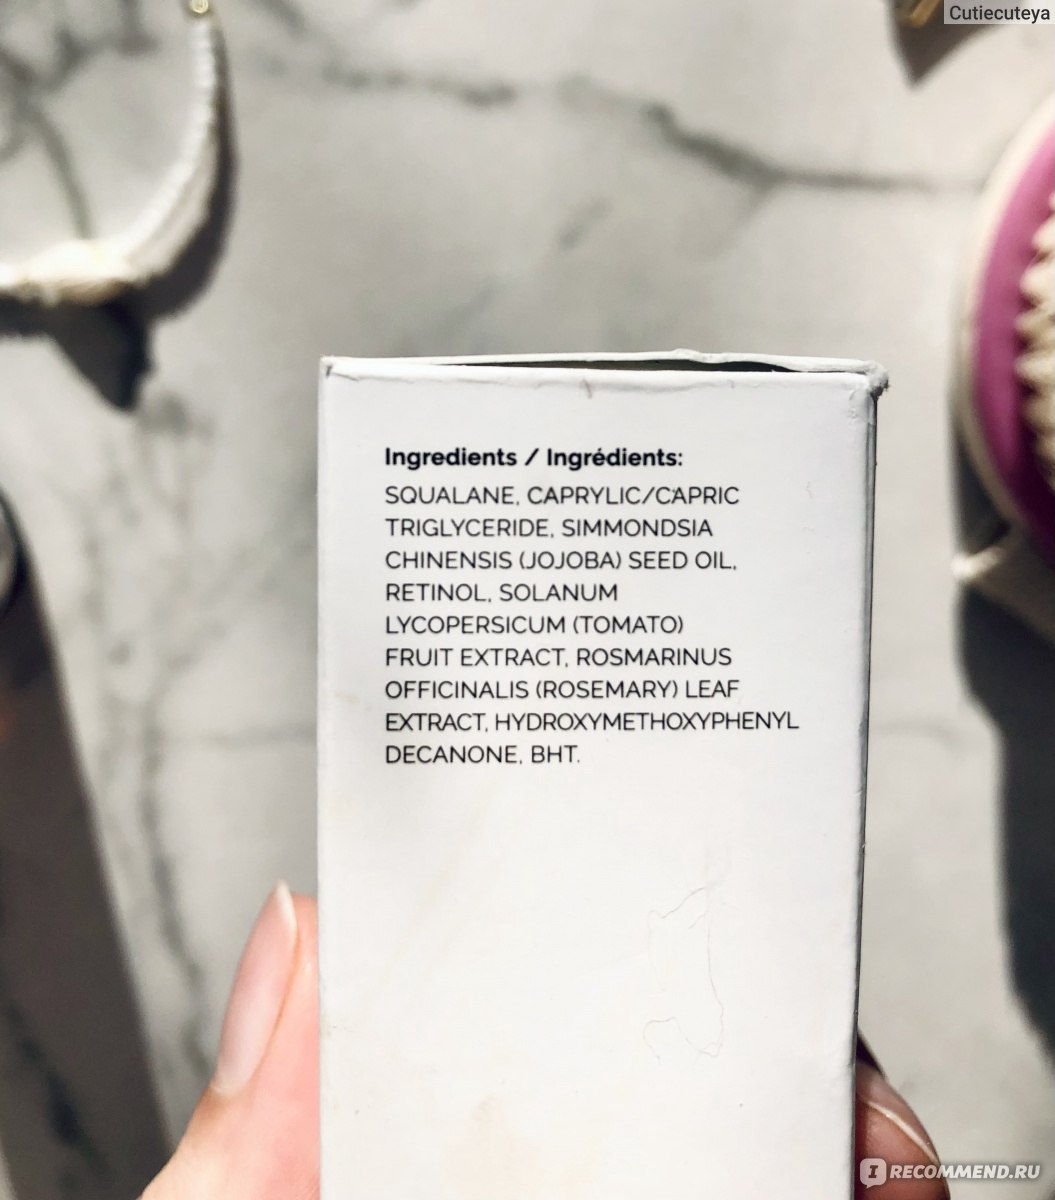 Cutiecuteya
Ingredients / Ingrédients:
SQUALANE, CAPRYLIC/CAPRIC
TRIGLYCERIDE, SIMMONDSIA
CHINENSIS (JOJOBA) SEED OIL,
RETINOL, SOLANUM
LYCOPERSICUM (TOMATO)
FRUIT EXTRACT, ROSMARINUS
OFFICINALIS (ROSEMARY) LEAF
EXTRACT, HYDROXYMETHOXYPHENYL
DECANONE, BHT.
IRECOMMEND.RU